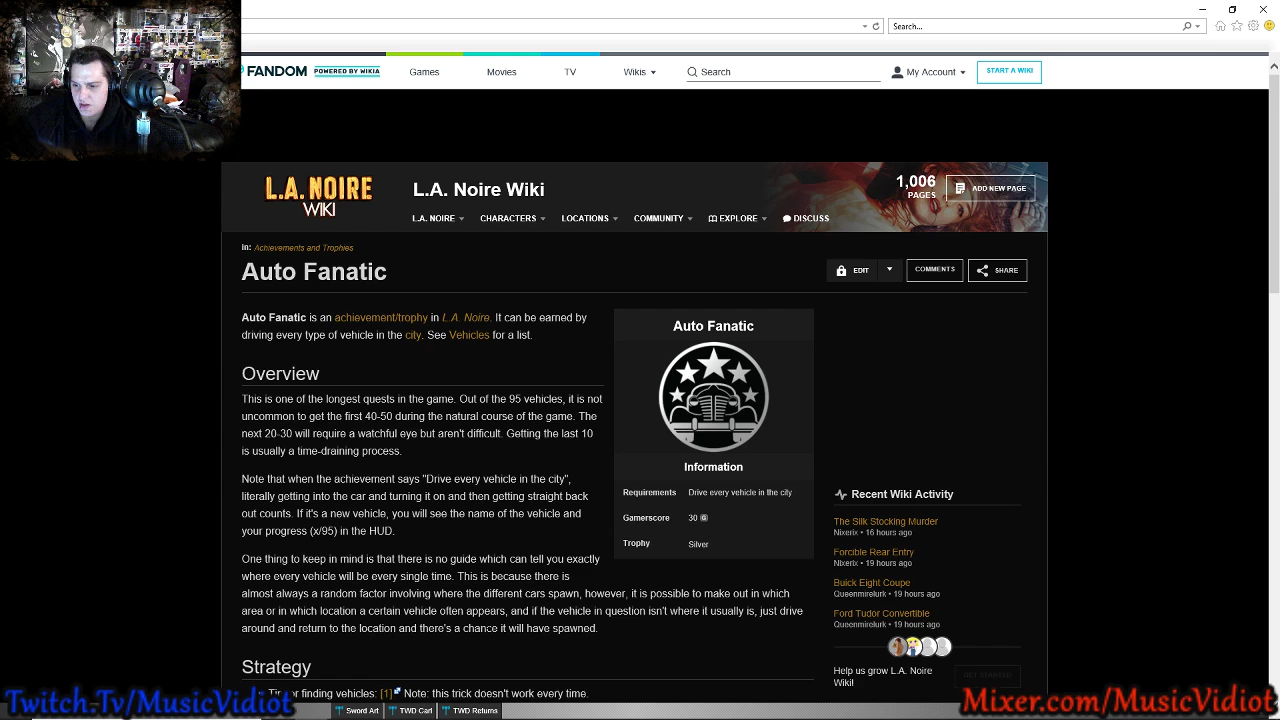 Search...
FANDOM POWERED BY WIKIA Games Movies TV Wikis Search My Account START A WIKI
L.A. NOIRE WIKI
L.A. Noire Wiki
1,006 PAGES
ADD NEW PAGE
L.A. NOIRE CHARACTERS LOCATIONS COMMUNITY EXPLORE DISCUSS
in: Achievements and Trophies
Auto Fanatic
EDIT COMMENTS SHARE
Auto Fanatic is an achievement/trophy in L.A. Noire. It can be earned by
driving every type of vehicle in the city. See Vehicles for a list.
Overview
This is one of the longest quests in the game. Out of the 95 vehicles, it is not
uncommon to get the first 40-50 during the natural course of the game. The
next 20-30 will require a watchful eye but aren't difficult. Getting the last 10
is usually a time-draining process.
Note that when the achievement says "Drive every vehicle in the city",
literally getting into the car and turning it on and then getting straight back
out counts. If it's a new vehicle, you will see the name of the vehicle and
your progress (x/95) in the HUD.
One thing to keep in mind is that there is no guide which can tell you exactly
where every vehicle will be every single time. This is because there is
almost always a random factor involving where the different cars spawn, however, it is possible to make out in which
area or in which location a certain vehicle often appears, and if the vehicle in question isn't where it usually is, just drive
around and return to the location and there's a chance it will have spawned.
Strategy
Tip for finding vehicles: [1] Note: this trick doesn't work every time.
Auto Fanatic
Information
Requirements Drive every vehicle in the city
Gamerscore 30 G
Trophy Silver
Recent Wiki Activity
The Silk Stocking Murder
Nixerix • 16 hours ago
Forcible Rear Entry
Nixerix • 19 hours ago
Buick Eight Coupe
Queenmirelurk • 19 hours ago
Ford Tudor Convertible
Queenmirelurk • 19 hours ago
Help us grow L.A. Noire
Wiki!
GET STARTED
Twitch.Tv/MusicVidiot
Sword Art TWD Cart TWD Returns
Mixer.com/MusicVidiot